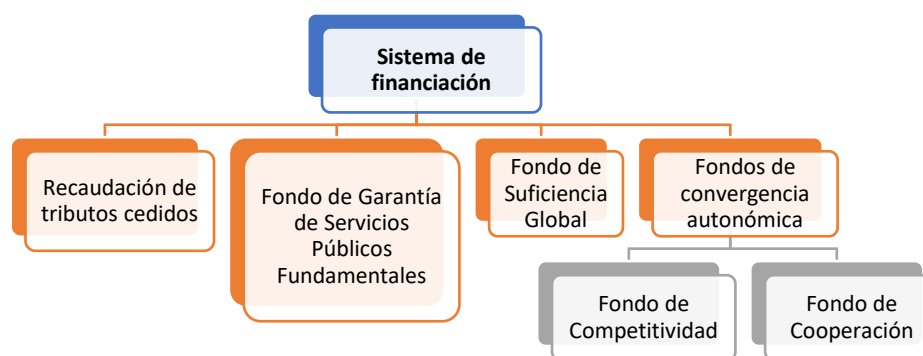 Sistema de
financiación
Recaudación de
tributos cedidos
Fondo de Garantía
de Servicios
Públicos
Fundamentales
Fondo de
Suficiencia
Global
Fondos de
convergencia
autonómica
Fondo de
Competitividad
Fondo de
Cooperación